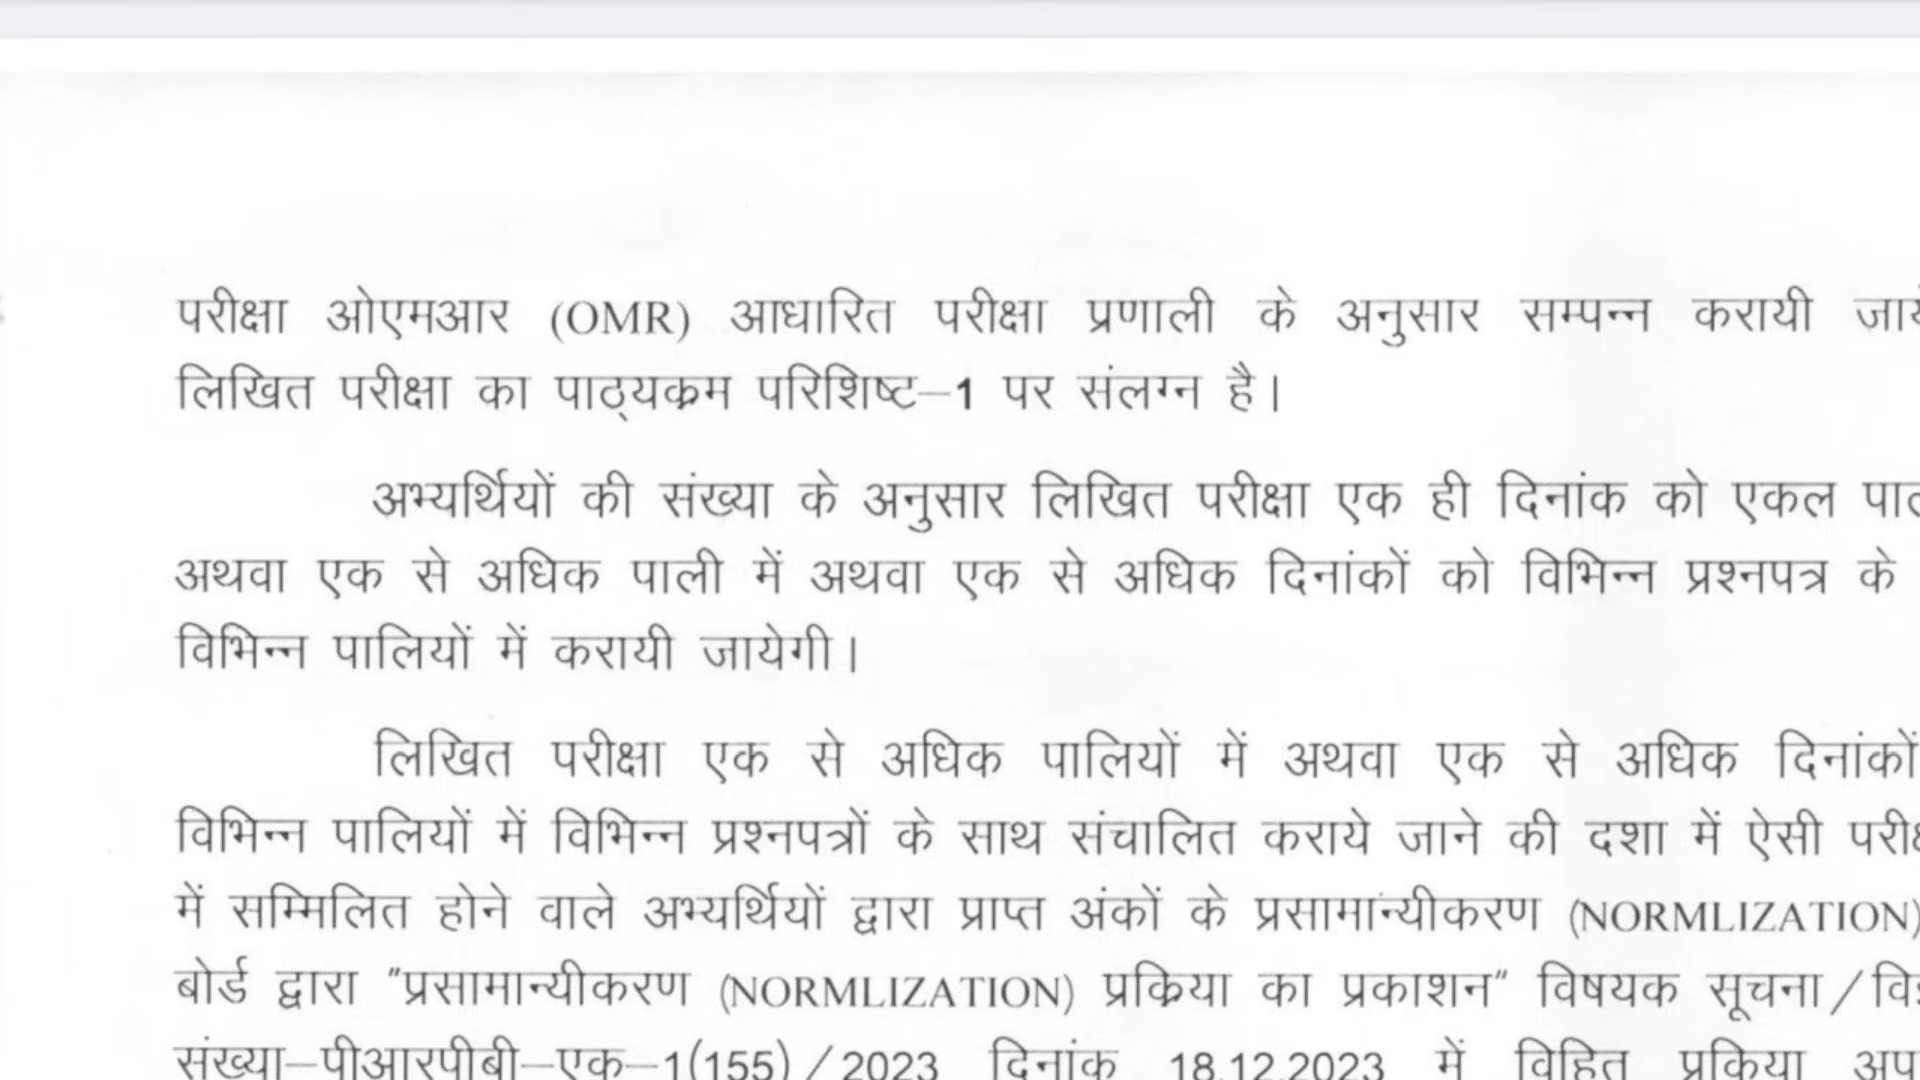 परीक्षा ओएमआर (OMR) आधारित परीक्षा प्रणाली के अनुसार सम्पन्न करायी
लिखित परीक्षा का पाठ्यक्रम परिशिष्ट–1 पर संलग्न है।
अभ्यर्थियों की संख्या के अनुसार लिखित परीक्षा एक ही दिनांक को एकल
अथवा एक से अधिक पाली में अथवा एक से अधिक दिनांकों को विभिन्न प्रश्नपत्र के
विभिन्न पालियों में करायी जायेगी।
लिखित परीक्षा एक से अधिक पालियों में अथवा एक से अधिक दिनांकों
विभिन्न पालियों में विभिन्न प्रश्नपत्रों के साथ संचालित कराये जाने की दशा में ऐसी
में सम्मिलित होने वाले अभ्यर्थियों द्वारा प्राप्त अंकों के प्रसामान्यीकरण (NORMLIZATION)
बोर्ड द्वारा "प्रसामान्यीकरण (NORMLIZATION) प्रक्रिया का प्रकाशन" विषयक सूचना/
संख्या–पीआरपीबी–एक–1(155)/2023 दिनांक 18.12.2023 में विहित प्रक्रिया